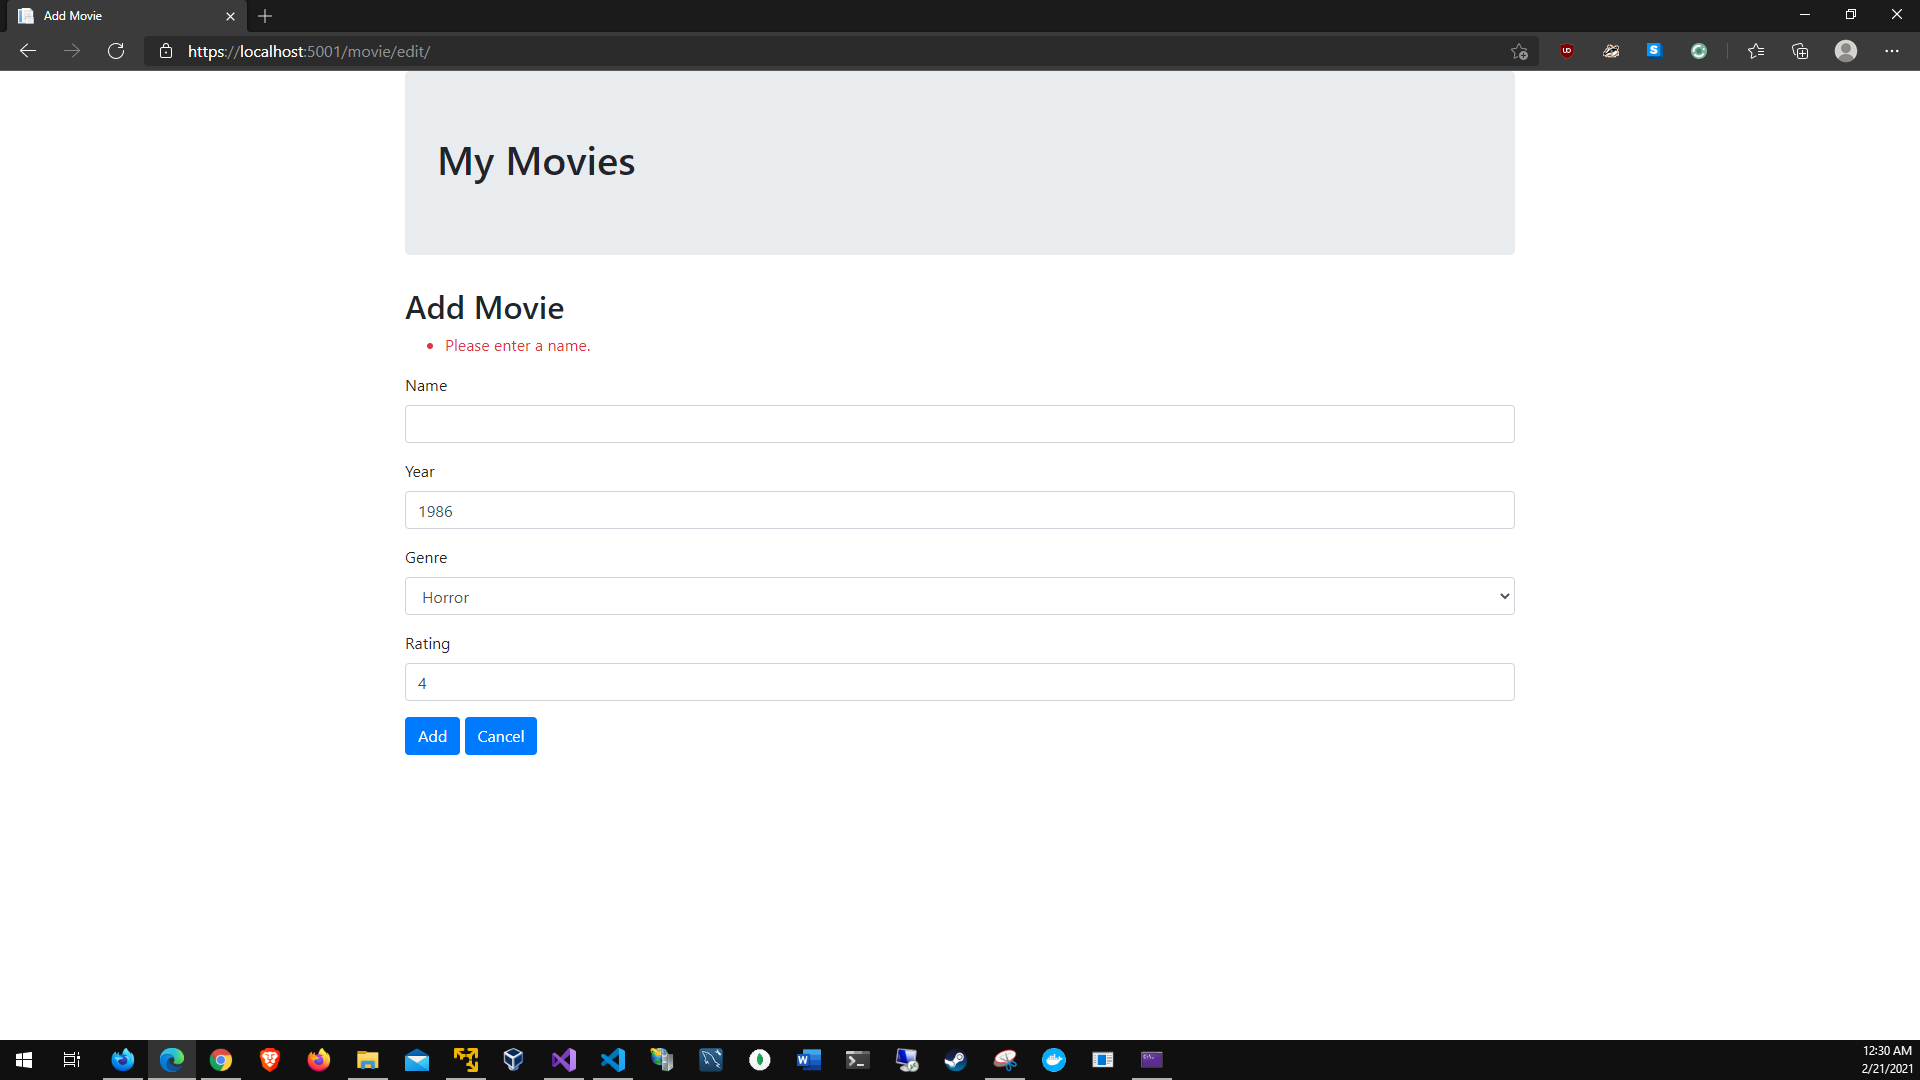 Add Movie
https://localhost:5001/movie/edit/
My Movies
Add Movie
Please enter a name.
Name
Year
1986
Genre
Horror
Rating
4
Add Cancel
12:30 AM
2/21/2021